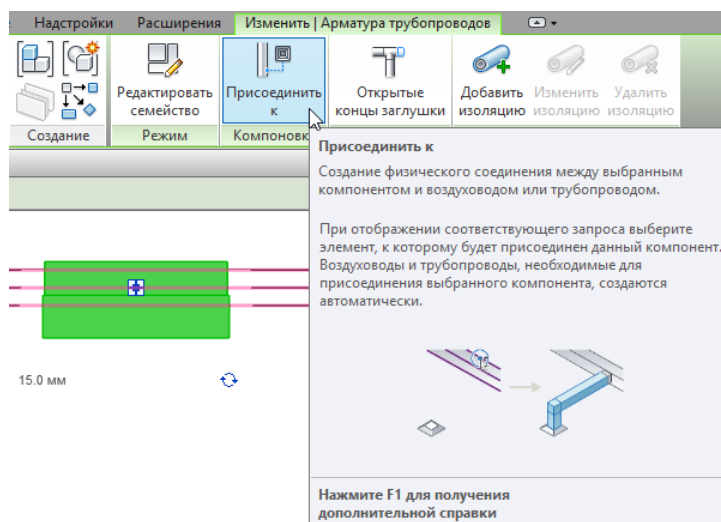 Надстройки Расширения Изменить | Арматура трубопроводов
Редактировать семейство
Присоединить к
Открытые концы заглушки
Добавить изоляцию
Изменить изоляцию
Удалить изоляцию
Создание Режим Компоновк
Присоединить к
Создание физического соединения между выбранным
компонентом и воздуховодом или трубопроводом.
При отображении соответствующего запроса выберите
элемент, к которому будет присоединен данный компонент.
Воздуховоды и трубопроводы, необходимые для
присоединения выбранного компонента, создаются
автоматически.
15.0 мм
Нажмите F1 для получения
дополнительной справки